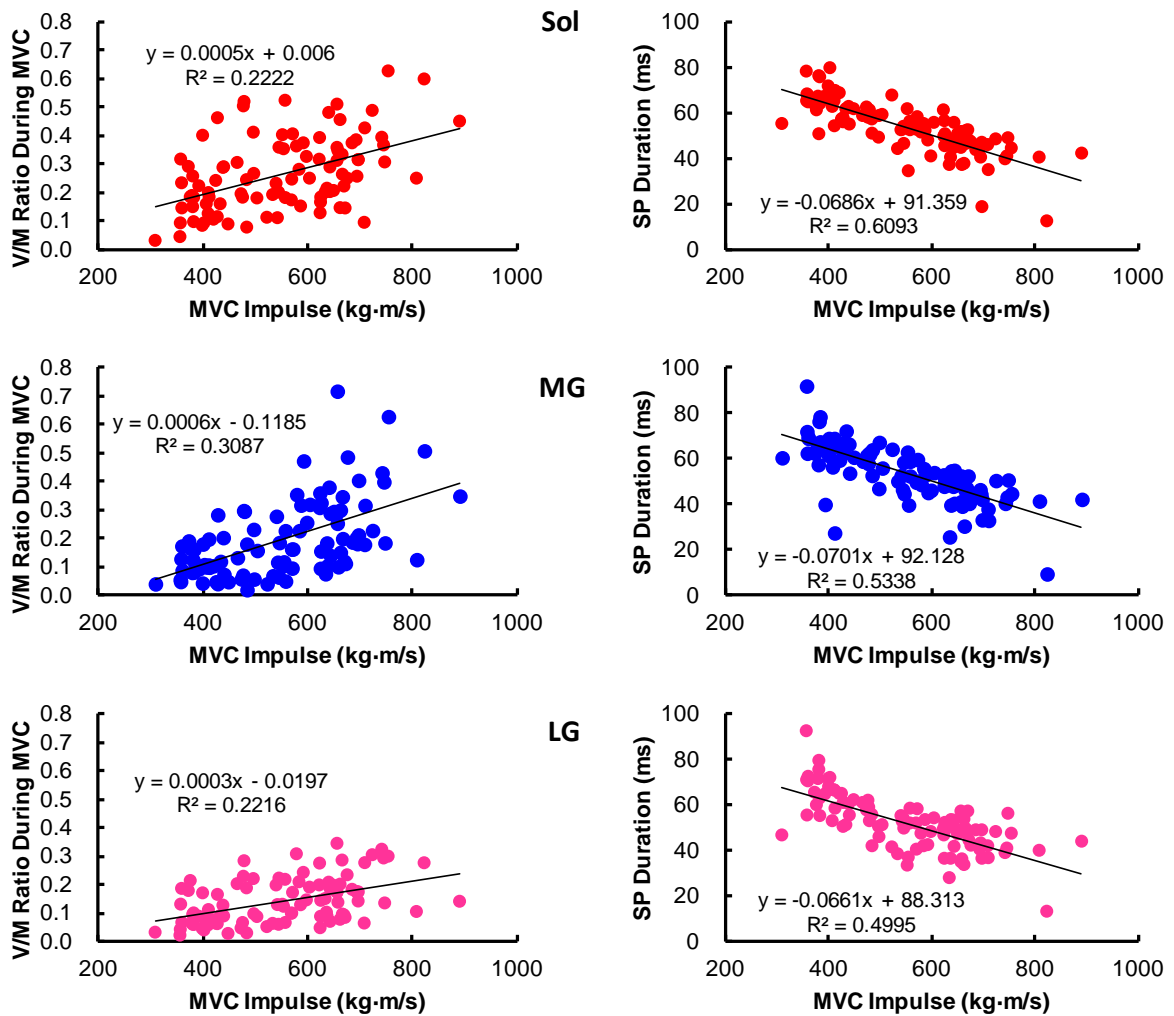 Sol
V/M Ratio During MVC
0.8
0.7
0.6
0.5
0.4
0.3
0.2
0.1
0.0
y = 0.0005x + 0.006
R² = 0.2222
200 400 600 800 1000
MVC Impulse (kg·m/s)
SP Duration (ms)
100
80
60
40
20
0
y = -0.0686x + 91.359
R² = 0.6093
200 400 600 800 1000
MVC Impulse (kg·m/s)
MG
V/M Ratio During MVC
0.8
0.7
0.6
0.5
0.4
0.3
0.2
0.1
0.0
y = 0.0006x - 0.1185
R² = 0.3087
200 400 600 800 1000
MVC Impulse (kg·m/s)
SP Duration (ms)
100
80
60
40
20
0
y = -0.0701x + 92.128
R² = 0.5338
200 400 600 800 1000
MVC Impulse (kg·m/s)
LG
V/M Ratio During MVC
0.8
0.7
0.6
0.5
0.4
0.3
0.2
0.1
0.0
y = 0.0003x - 0.0197
R² = 0.2216
200 400 600 800 1000
MVC Impulse (kg·m/s)
SP Duration (ms)
100
80
60
40
20
0
y = -0.0661x + 88.313
R² = 0.4995
200 400 600 800 1000
MVC Impulse (kg·m/s)